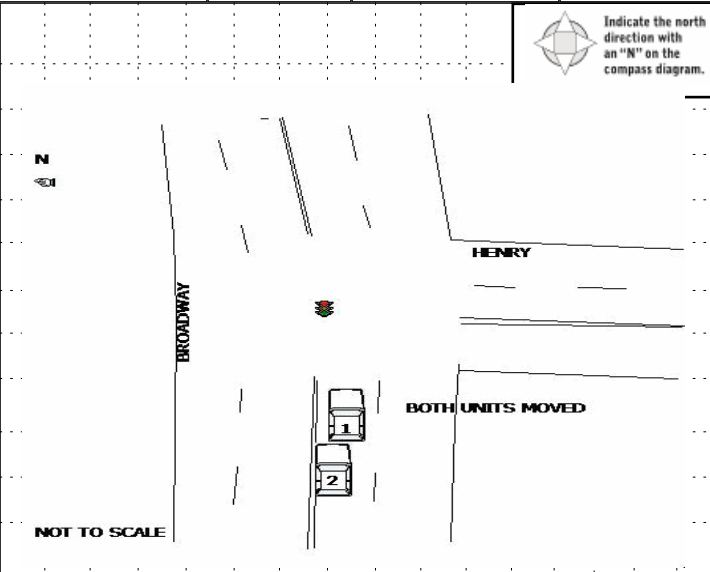 Indicate the north
direction with
an "N" on the
compass diagram.
N
HENRY
BROADWAY
BOTH UNITS MOVED
1
2
NOT TO SCALE